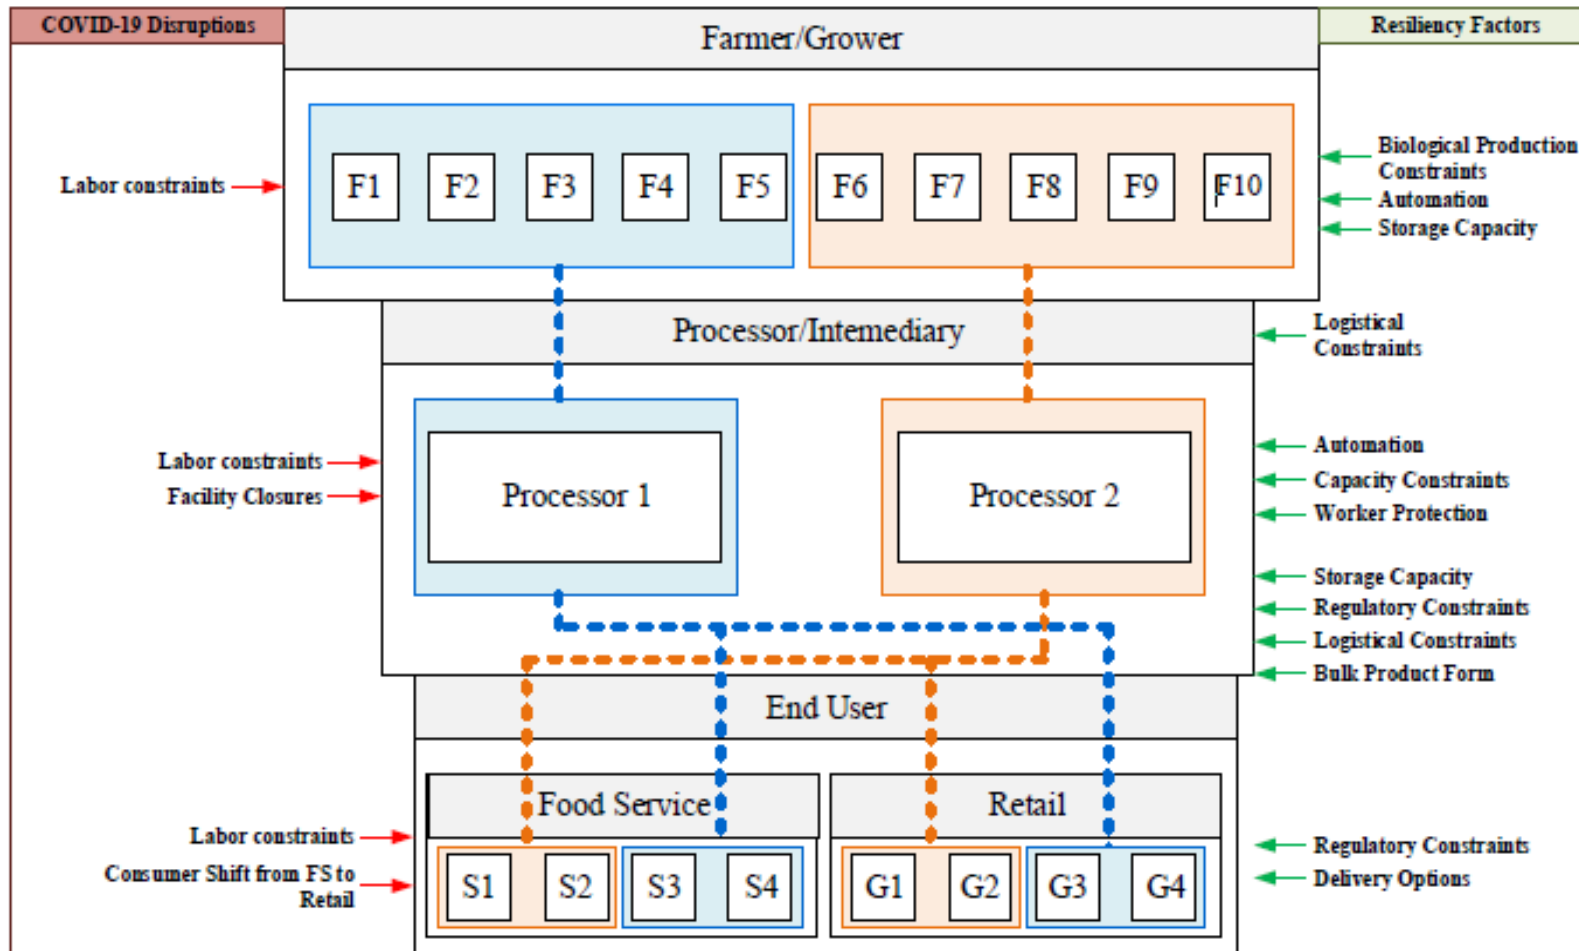 COVID-19 Disruptions
Farmer/Grower
Resiliency Factors
Labor constraints
F1 F2 F3 F4 F5 F6 F7 F8 F9 F10
Biological Production
Constraints
Automation
Storage Capacity
Processor/Intemediary
Logistical
Constraints
Labor constraints
Facility Closures
Processor 1
Processor 2
Automation
Capacity Constraints
Worker Protection
Storage Capacity
Regulatory Constraints
Logistical Constraints
Bulk Product Form
End User
Food Service
Retail
Labor constraints
Consumer Shift from FS to
Retail
S1 S2 S3 S4 G1 G2 G3 G4
Regulatory Constraints
Delivery Options